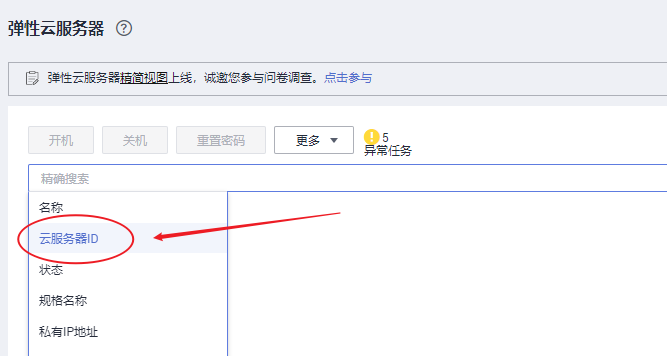 弹性云服务器 ?
弹性云服务器精简视图上线，诚邀您参与问卷调查。点击参与
开机 关机 重置密码 更多 5
异常任务
精确搜索
名称
云服务器ID
状态
规格名称
私有IP地址